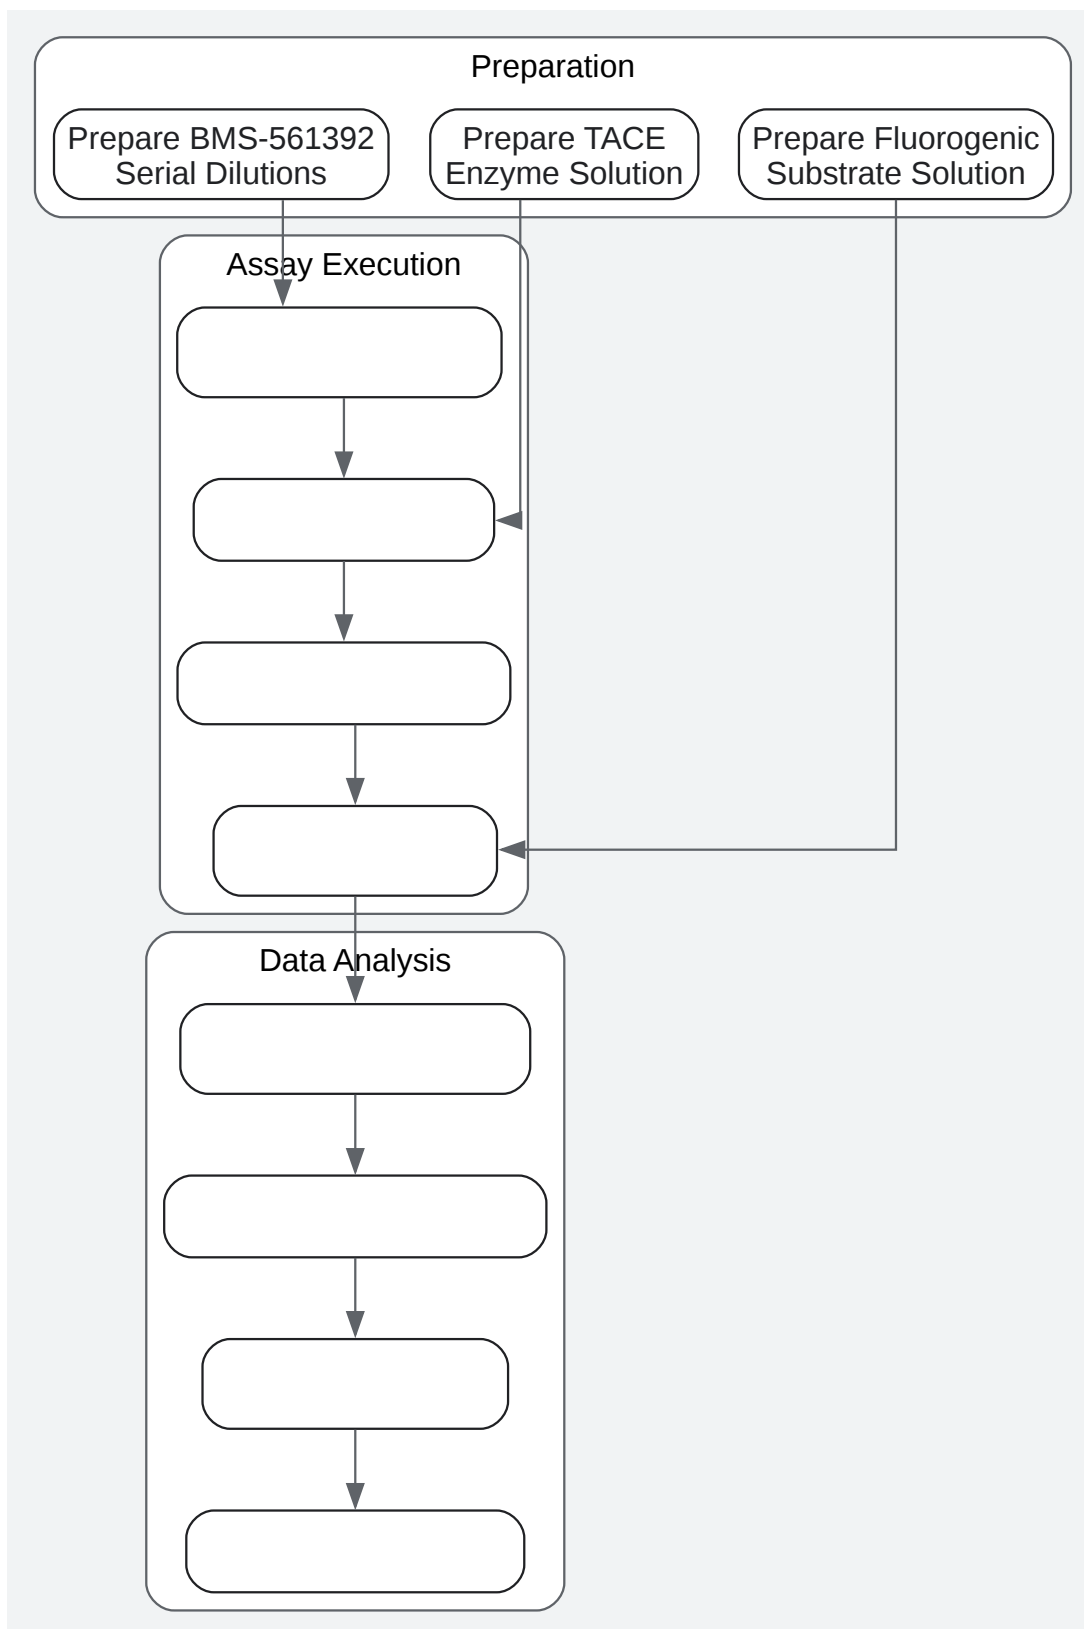 Preparation
Prepare BMS-561392
Serial Dilutions
Prepare TACE
Enzyme Solution
Prepare Fluorogenic
Substrate Solution
Assay Execution
Data Analysis